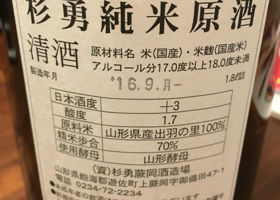 杉勇純米原酒
清酒
原材料名 米(国産)・米麹(国産米)
アルコール分17.0度以上18.0度未満
製造年月 '16.9.月- 1.8ℓ詰
日本酒度 +3
酸度 1.7
原料米 山形県産出羽の里100%
精米歩合 70%
使用酵母 山形酵母
(資)杉勇蕨岡酒造場
山形県飽海郡遊佐町上蕨岡字御備田47-1
電話 0234-72-2234